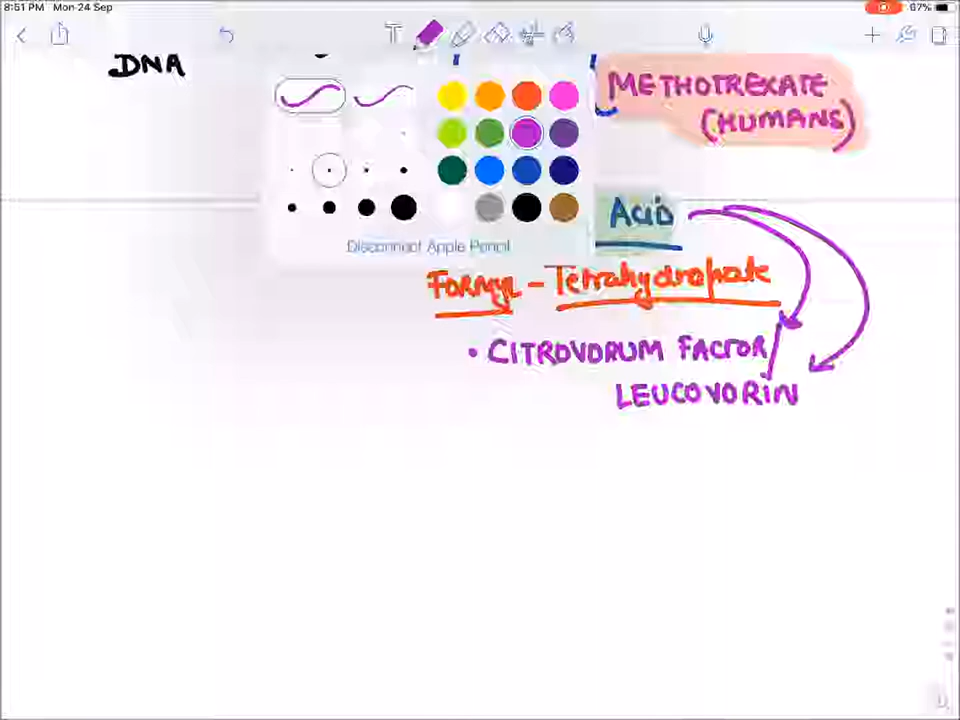 8:51 PM Mon 24 Sep
67%
T
DNA
METHOTREXATE
(HUMANS)
Acid
Disconnect Apple Pencil
FORMYL - Tetrahydrofolate
• CITROVORUM FACTOR/
LEUCOVORIN